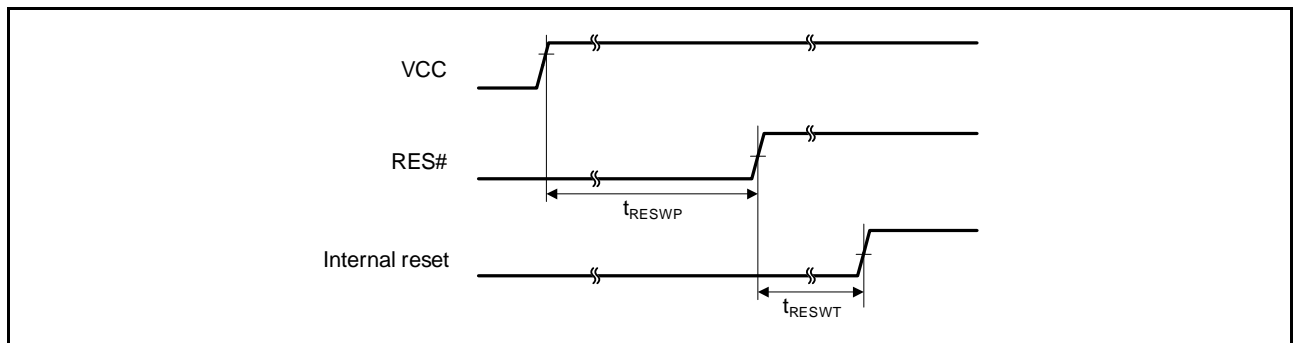 VCC
RES#
tRESWP
Internal reset
tRESWT